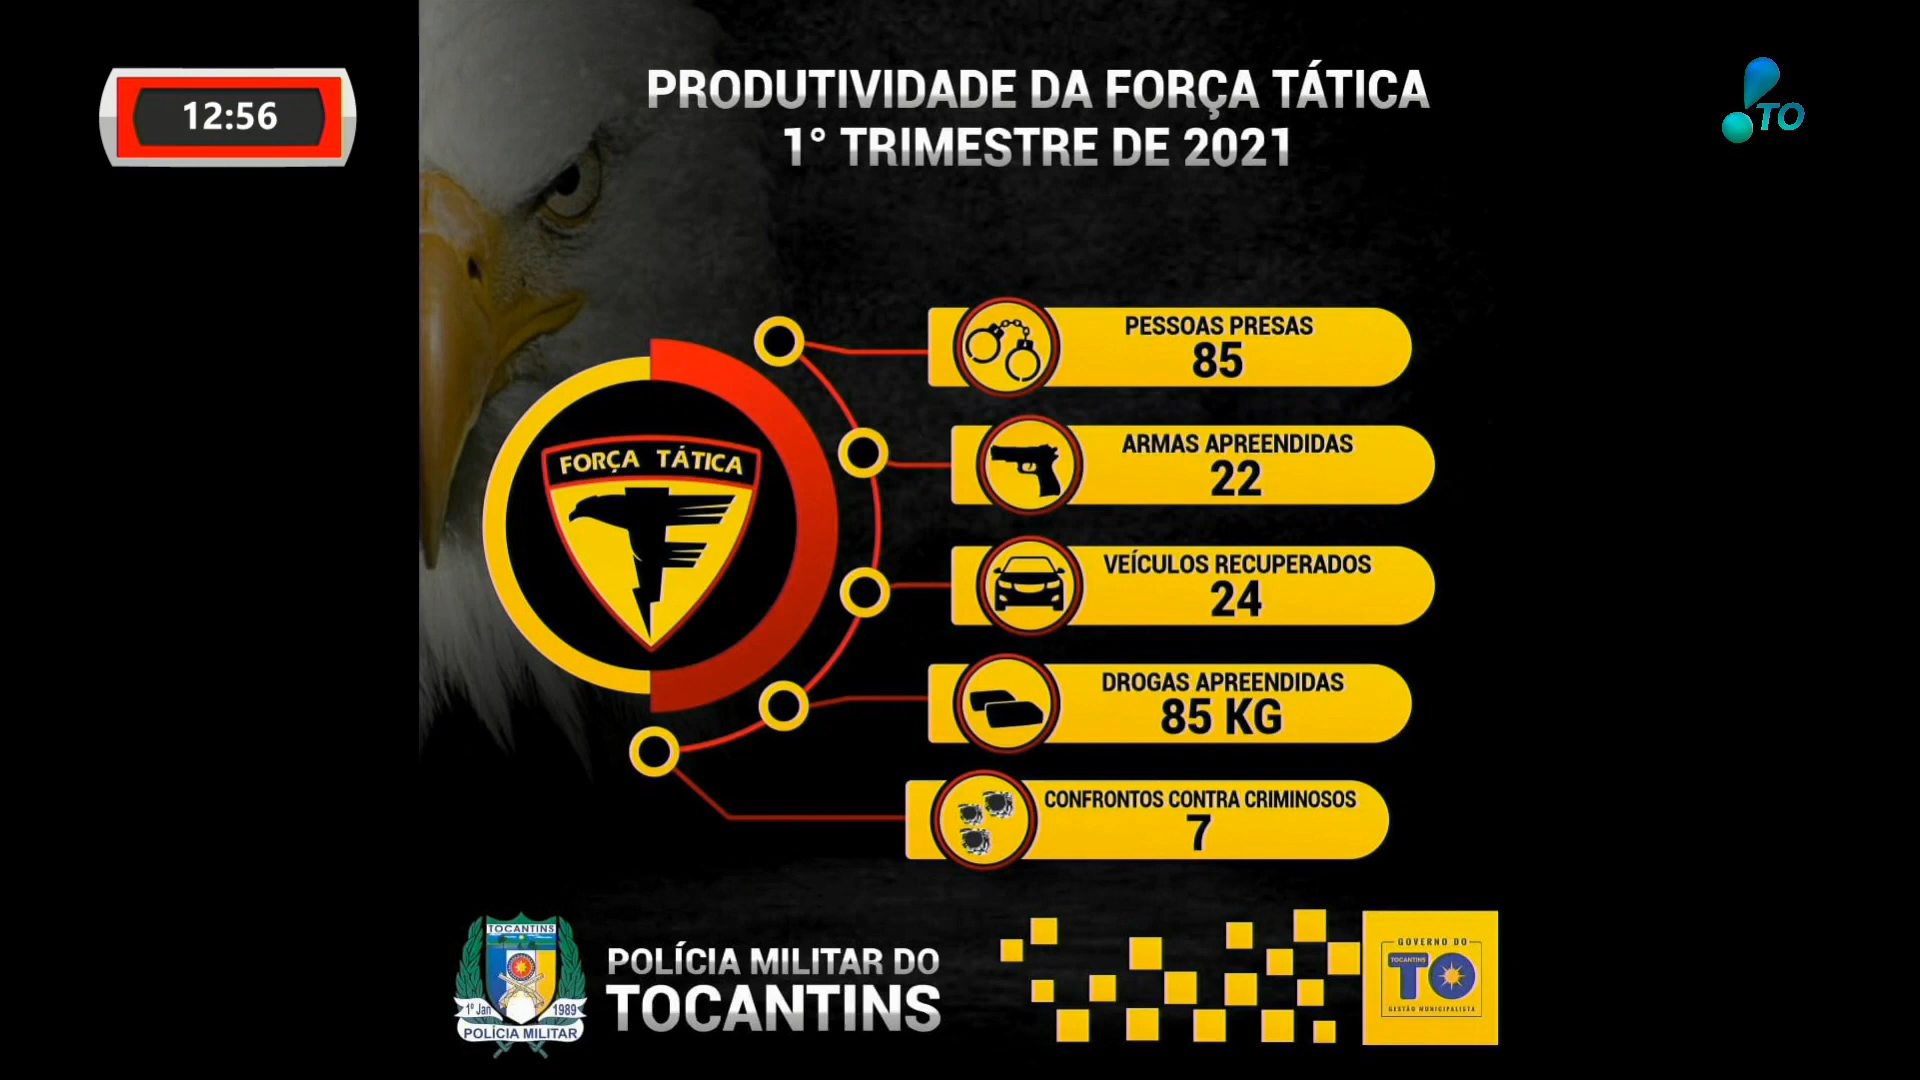 12:56
TO
PRODUTIVIDADE DA FORÇA TÁTICA
1° TRIMESTRE DE 2021
FORÇA TÁTICA
PESSOAS PRESAS
85
ARMAS APREENDIDAS
22
VEÍCULOS RECUPERADOS
24
DROGAS APREENDIDAS
85 KG
CONFRONTOS CONTRA CRIMINOSOS
7
TOCANTINS
1º Jan 1989
POLÍCIA MILITAR
POLÍCIA MILITAR DO
TOCANTINS
GOVERNO DO
TOCANTINS
TO
GESTÃO MUNICIPALISTA